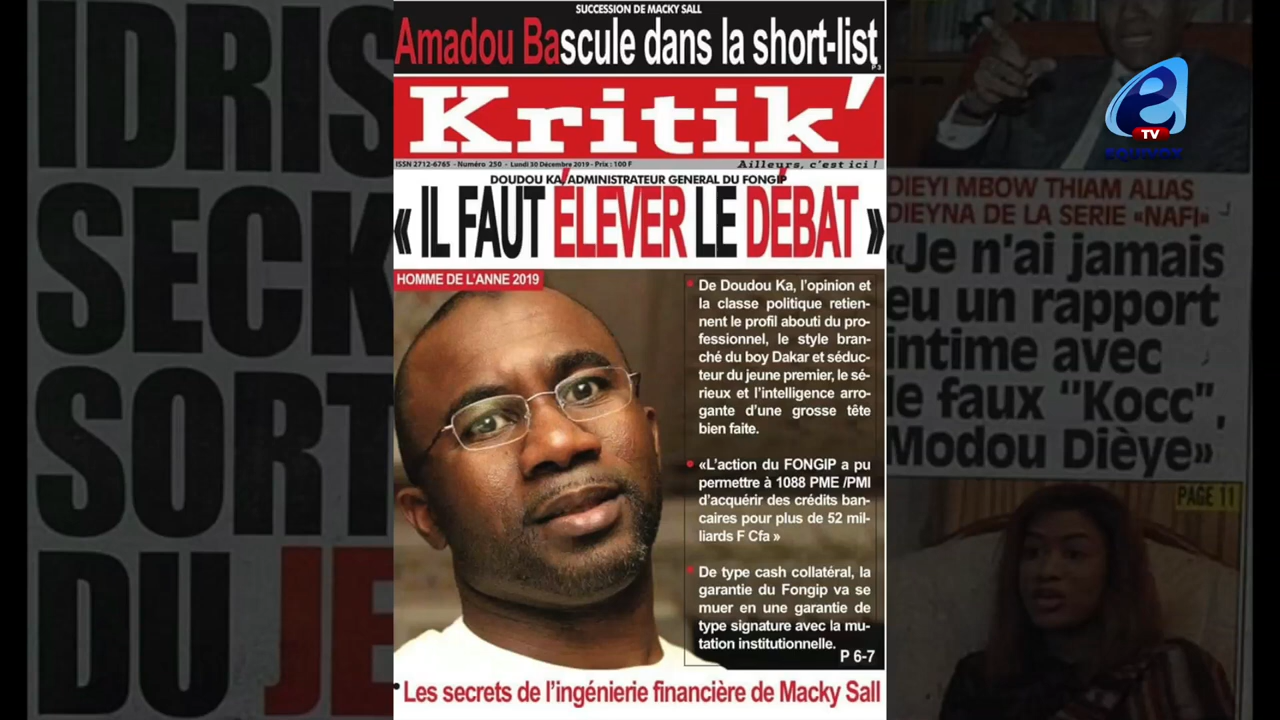 SUCCESSION DE MACKY SALL
Amadou Bascule dans la short-list
P 3
Kritik'
ISSN 2712-6765 - Numéro 250 - Lundi 30 Décembre 2019 - Prix : 100 F
Ailleurs, c'est ici !
DOUDOU KA, ADMINISTRATEUR GENERAL DU FONGIP
« IL FAUT ÉLEVER LE DÉBAT »
HOMME DE L'ANNE 2019
De Doudou Ka, l'opinion et
la classe politique retien-
nent le profil abouti du pro-
fessionnel, le style bran-
ché du boy Dakar et séduc-
teur du jeune premier, le sé-
rieux et l'intelligence arro-
gante d'une grosse tête
bien faite.
«L'action du FONGIP a pu
permettre à 1088 PME /PMI
d'acquérir des crédits ban-
caires pour plus de 52 mil-
liards F Cfa »
De type cash collatéral, la
garantie du Fongip va se
muer en une garantie de
type signature avec la mu-
tation institutionnelle.
P 6-7
Les secrets de l'ingénierie financière de Macky Sall
IDRIS
SECK
SORT
DU JE
e
TV
EQUINOX
DIEYI MBOW THIAM ALIAS
DIEYNA DE LA SERIE «NAFI»
«Je n'ai jamais
eu un rapport
intime avec
le faux "Kocc",
Modou Dièye»
PAGE 11